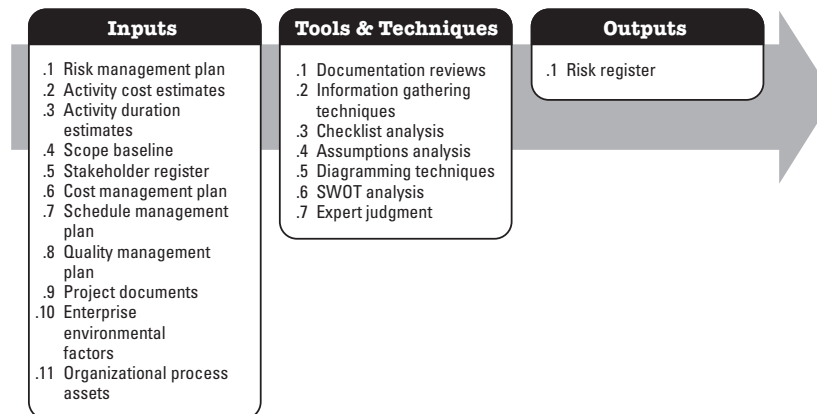 Inputs
.1 Risk management plan
.2 Activity cost estimates
.3 Activity duration
estimates
.4 Scope baseline
.5 Stakeholder register
.6 Cost management plan
.7 Schedule management
plan
.8 Quality management
plan
.9 Project documents
.10 Enterprise
environmental
factors
.11 Organizational process
assets
Tools & Techniques
.1 Documentation reviews
.2 Information gathering
techniques
.3 Checklist analysis
.4 Assumptions analysis
.5 Diagramming techniques
.6 SWOT analysis
.7 Expert judgment
Outputs
.1 Risk register